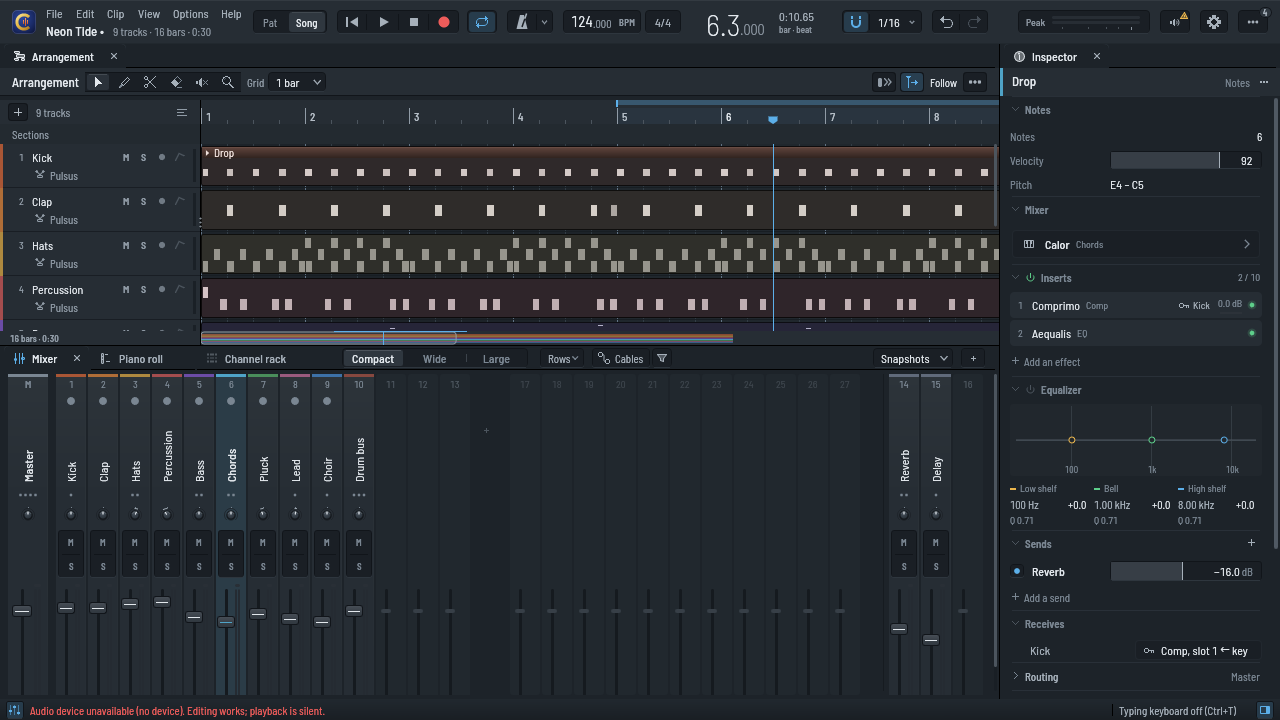 File Edit Clip View Options Help
Neon Tide • 9 tracks · 16 bars · 0:30
Pat Song
124.000 BPM 4/4
6.3.000
0:10.65
bar · beat
1/16
Peak
4
Arrangement
Arrangement Grid 1 bar Follow
9 tracks
Sections
1 2 3 4 5 6 7 8
Drop
1 Kick M S
Pulsus
2 Clap M S
Pulsus
3 Hats M S
Pulsus
4 Percussion M S
Pulsus
16 bars · 0:30
Mixer Piano roll Channel rack Compact Wide Large Rows Cables Snapshots
M 1 2 3 4 5 6 7 8 9 10 11 12 13 17 18 19 20 21 22 23 24 25 26 27 14 15 16
Master Kick Clap Hats Percussion Bass Chords Pluck Lead Choir Drum bus Reverb Delay
M M M M M M M M M M M M
S S S S S S S S S S S S
Inspector
Drop Notes
Notes
Notes 6
Velocity 92
Pitch E4 – C5
Mixer
Calor Chords
Inserts 2 / 10
1 Comprimo Comp Kick 0.0 dB
2 Aequalis EQ
Add an effect
Equalizer
100 1k 10k
Low shelf Bell High shelf
100 Hz +0.0 1.00 kHz +0.0 8.00 kHz +0.0
Q 0.71 Q 0.71 Q 0.71
Sends
Reverb −16.0 dB
Add a send
Receives
Kick Comp, slot 1 ← key
Routing Master
Audio device unavailable (no device). Editing works; playback is silent.
Typing keyboard off (Ctrl+T)